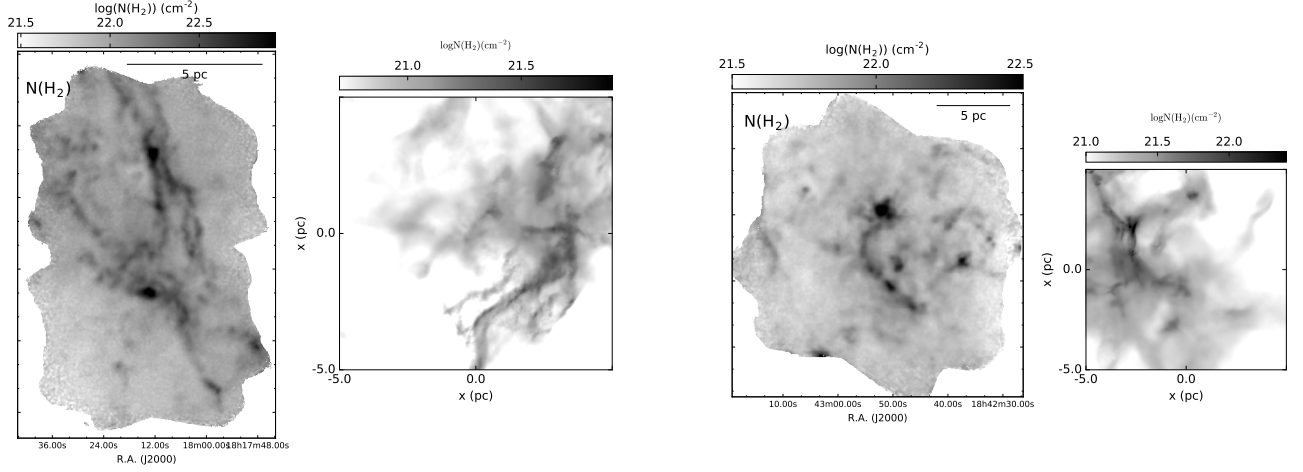 log(N(H₂)) (cm⁻²)
21.5 22.0 22.5
5 pc
N(H₂)
36.00s 24.00s 12.00s 18m00.00s 18h17m48.00s
R.A. (J2000)
logN(H₂)(cm⁻²)
21.0 21.5
x (pc)
0.0
-5.0
-5.0 0.0
x (pc)
log(N(H₂)) (cm⁻²)
21.5 22.0 22.5
N(H₂)
5 pc
10.00s 43m00.00s 50.00s 40.00s 18h42m30.00s
R.A. (J2000)
logN(H₂)(cm⁻²)
21.0 21.5 22.0
x (pc)
0.0
-5.0
-5.0 0.0
x (pc)